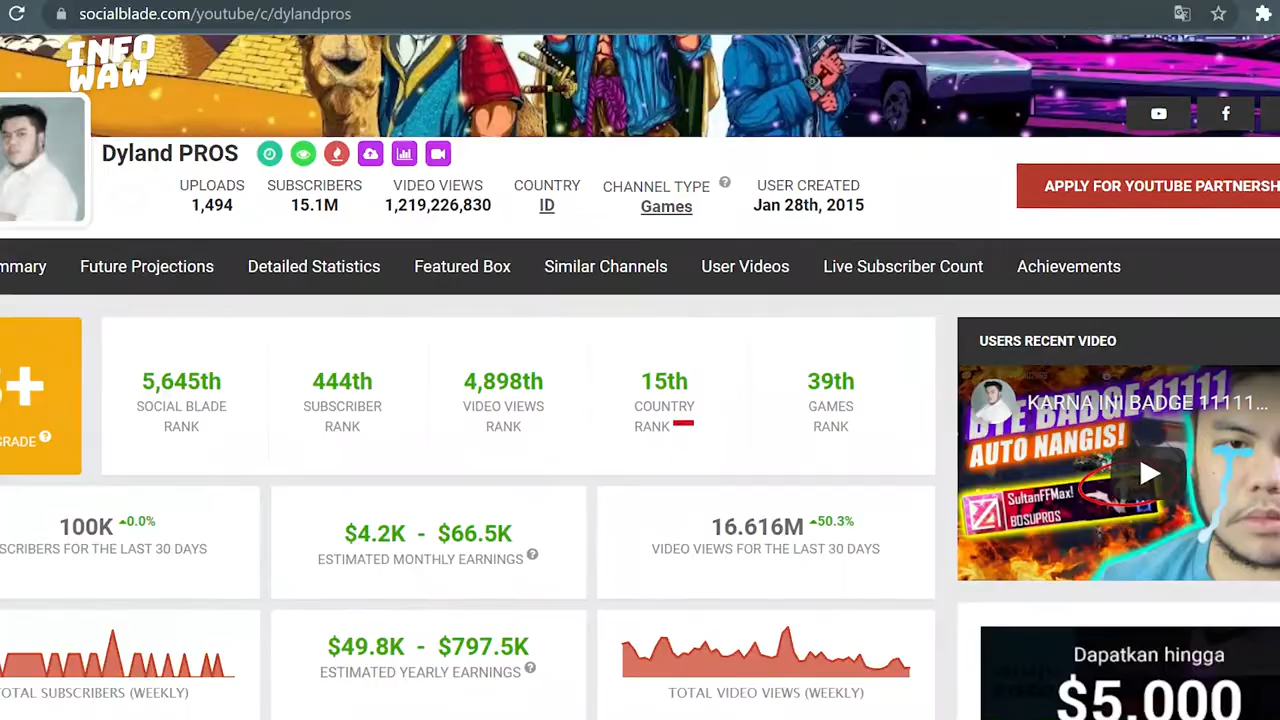 socialblade.com/youtube/c/dylandpros
INFO
WAW
Dyland PROS
UPLOADS
1,494
SUBSCRIBERS
15.1M
VIDEO VIEWS
1,219,226,830
COUNTRY
ID
CHANNEL TYPE ?
Games
USER CREATED
Jan 28th, 2015
APPLY FOR YOUTUBE PARTNERSH
mmary Future Projections Detailed Statistics Featured Box Similar Channels User Videos Live Subscriber Count Achievements
+
GRADE ?
5,645th
SOCIAL BLADE
RANK
444th
SUBSCRIBER
RANK
4,898th
VIDEO VIEWS
RANK
15th
COUNTRY
RANK
39th
GAMES
RANK
100K 0.0%
SCRIBERS FOR THE LAST 30 DAYS
$4.2K - $66.5K
ESTIMATED MONTHLY EARNINGS ?
16.616M 50.3%
VIDEO VIEWS FOR THE LAST 30 DAYS
OTAL SUBSCRIBERS (WEEKLY)
$49.8K - $797.5K
ESTIMATED YEARLY EARNINGS ?
TOTAL VIDEO VIEWS (WEEKLY)
USERS RECENT VIDEO
KARNA INI BADGE 11111...
BYE BADGE 11111
AUTO NANGIS!
SultanFFMax!
BOSUPROS
Dapatkan hingga
$5.000